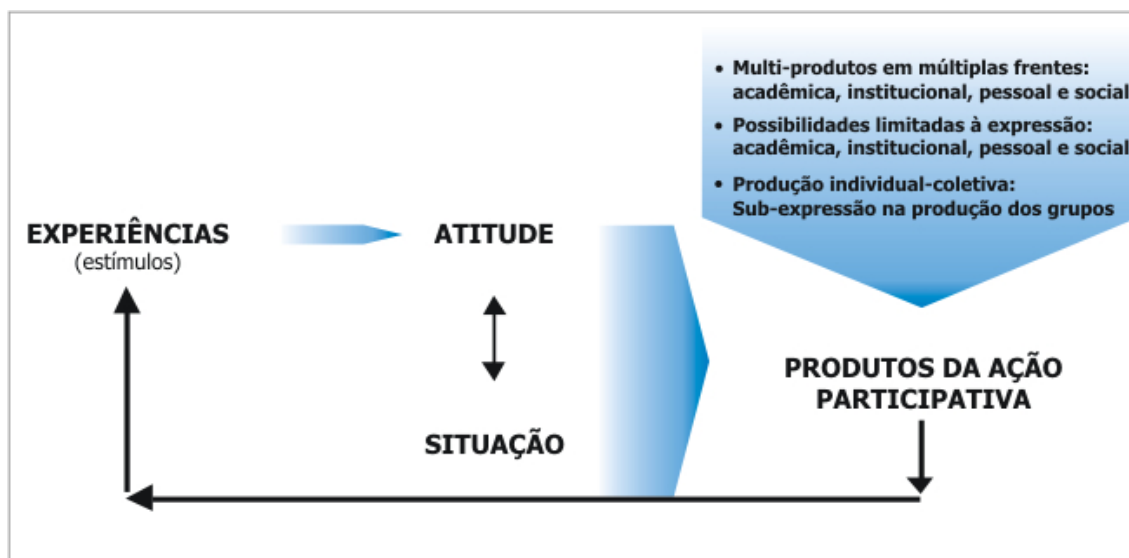 • Multi-produtos em múltiplas frentes:
acadêmica, institucional, pessoal e social
• Possibilidades limitadas à expressão:
acadêmica, institucional, pessoal e social
• Produção individual-coletiva:
Sub-expressão na produção dos grupos
EXPERIÊNCIAS
(estímulos)
ATITUDE
SITUAÇÃO
PRODUTOS DA AÇÃO
PARTICIPATIVA